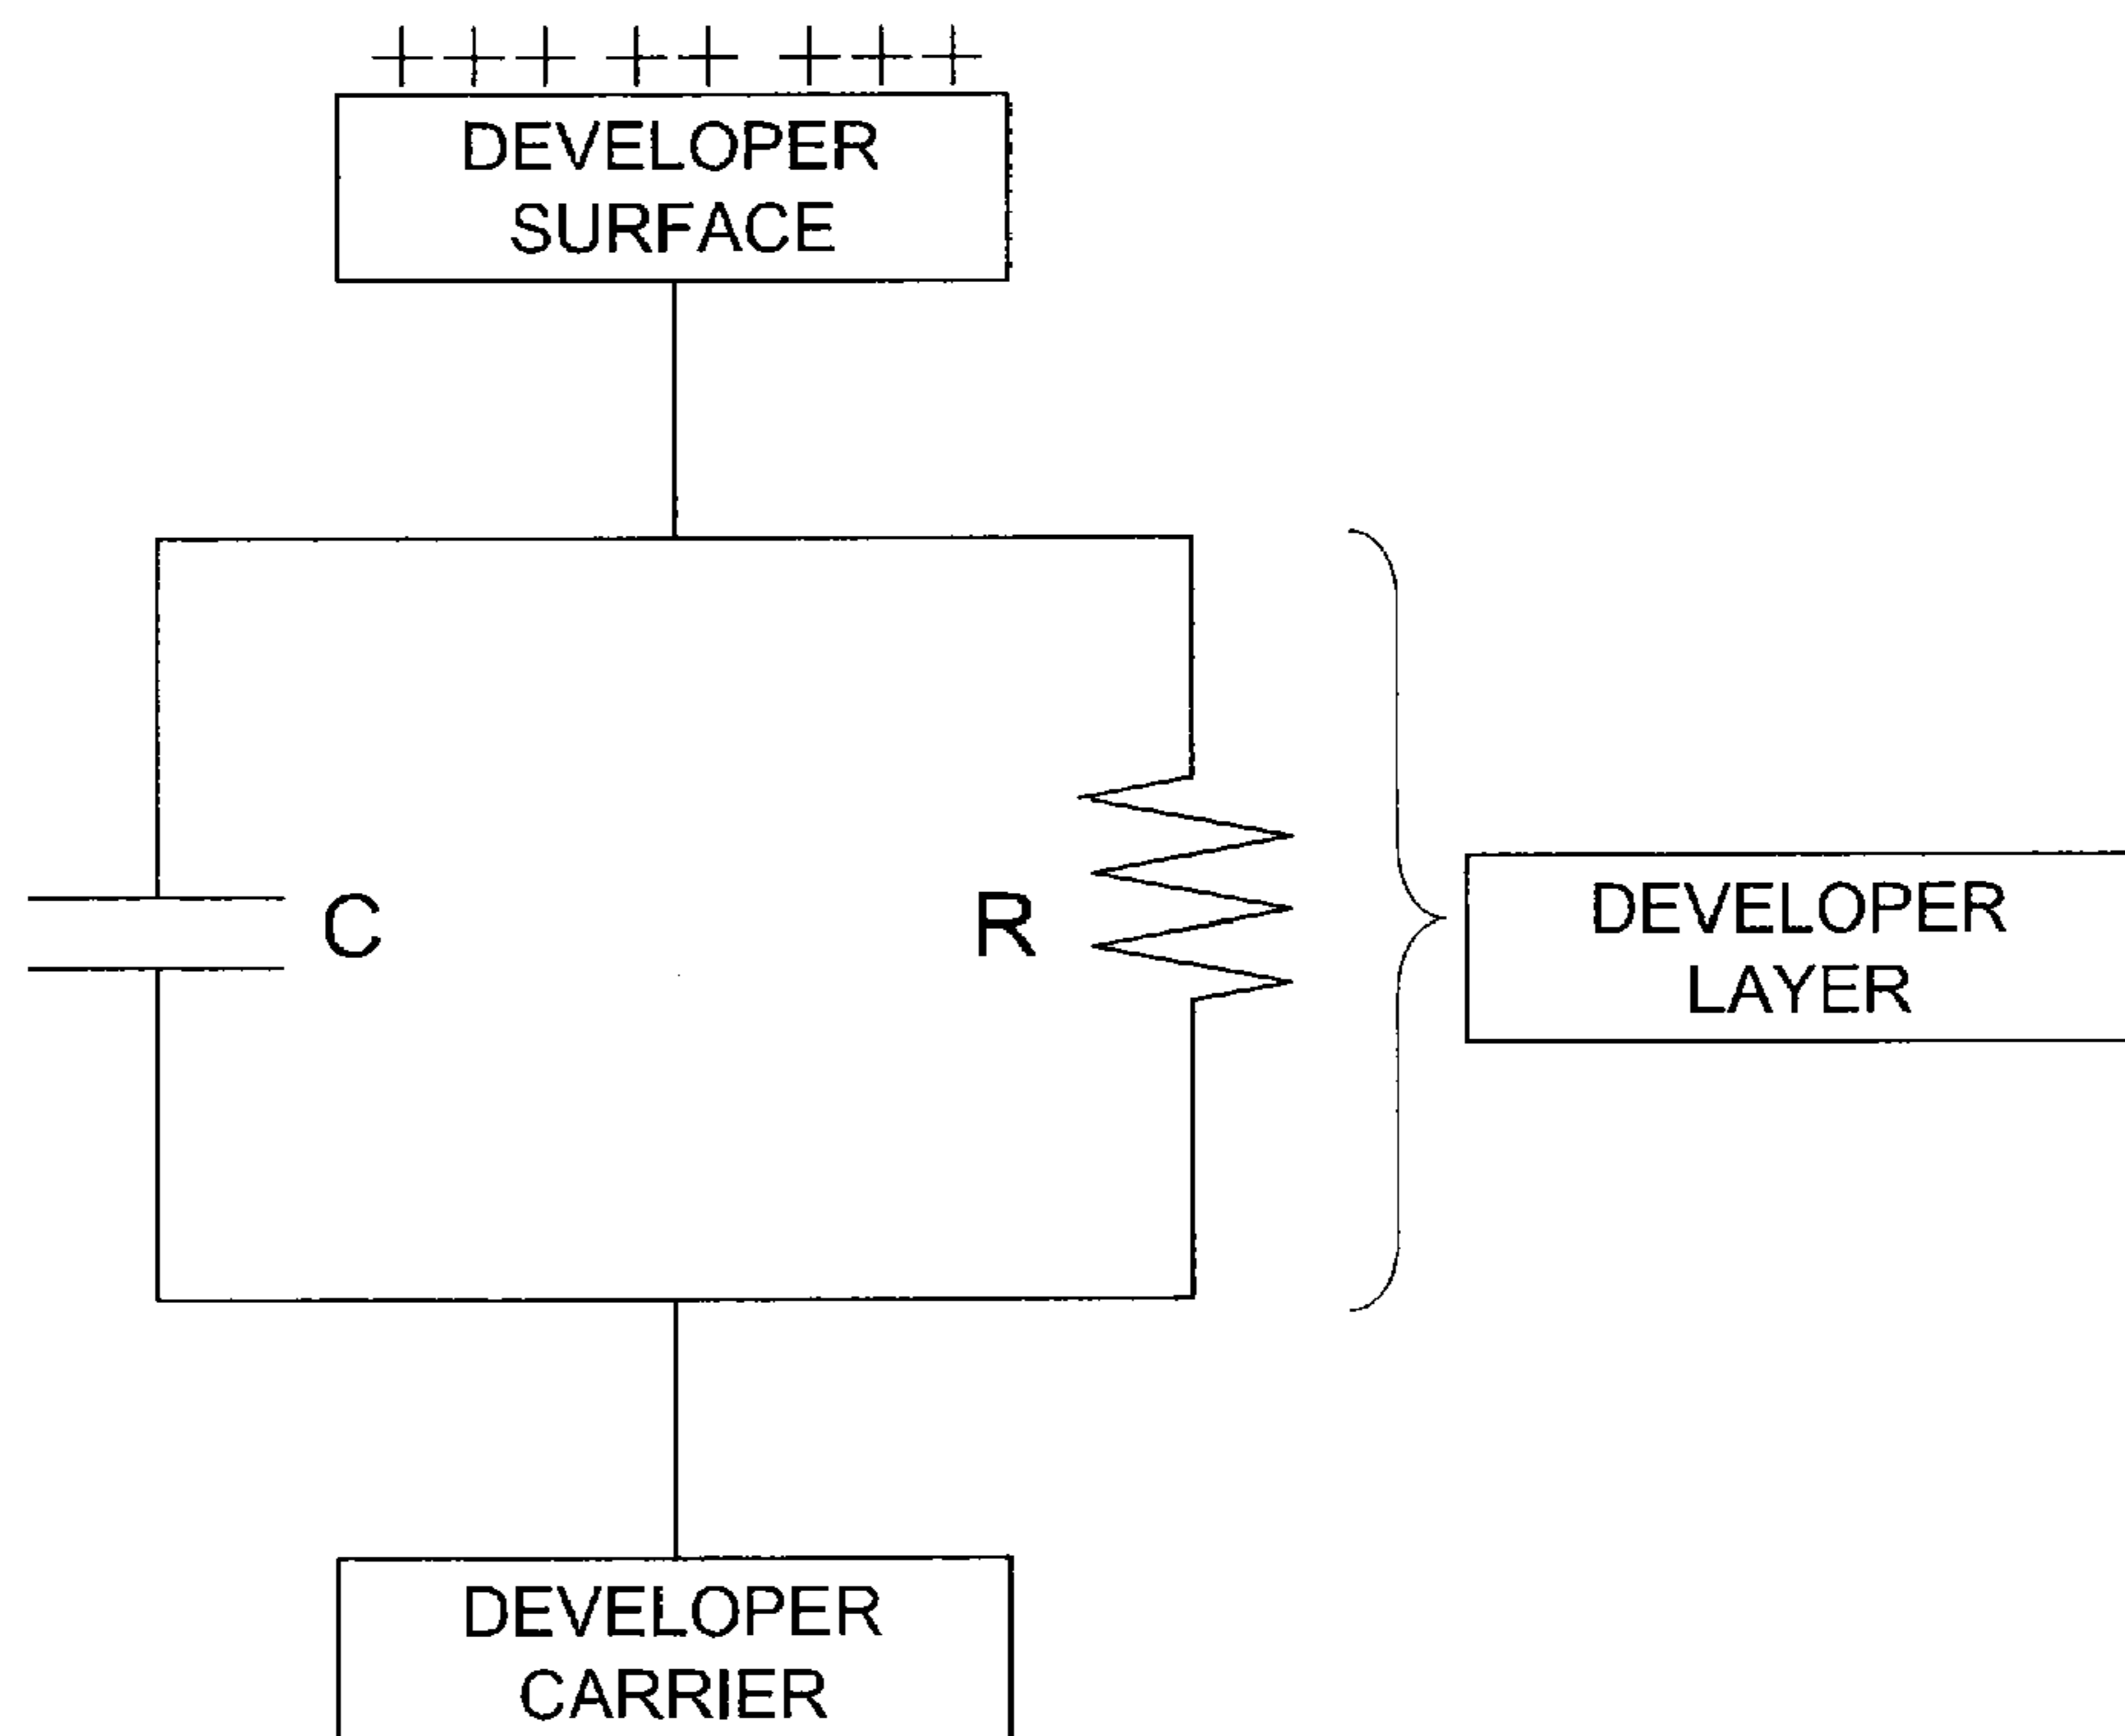 +++ ++ +++
DEVELOPER
SURFACE
C
R
DEVELOPER
LAYER
DEVELOPER
CARRIER